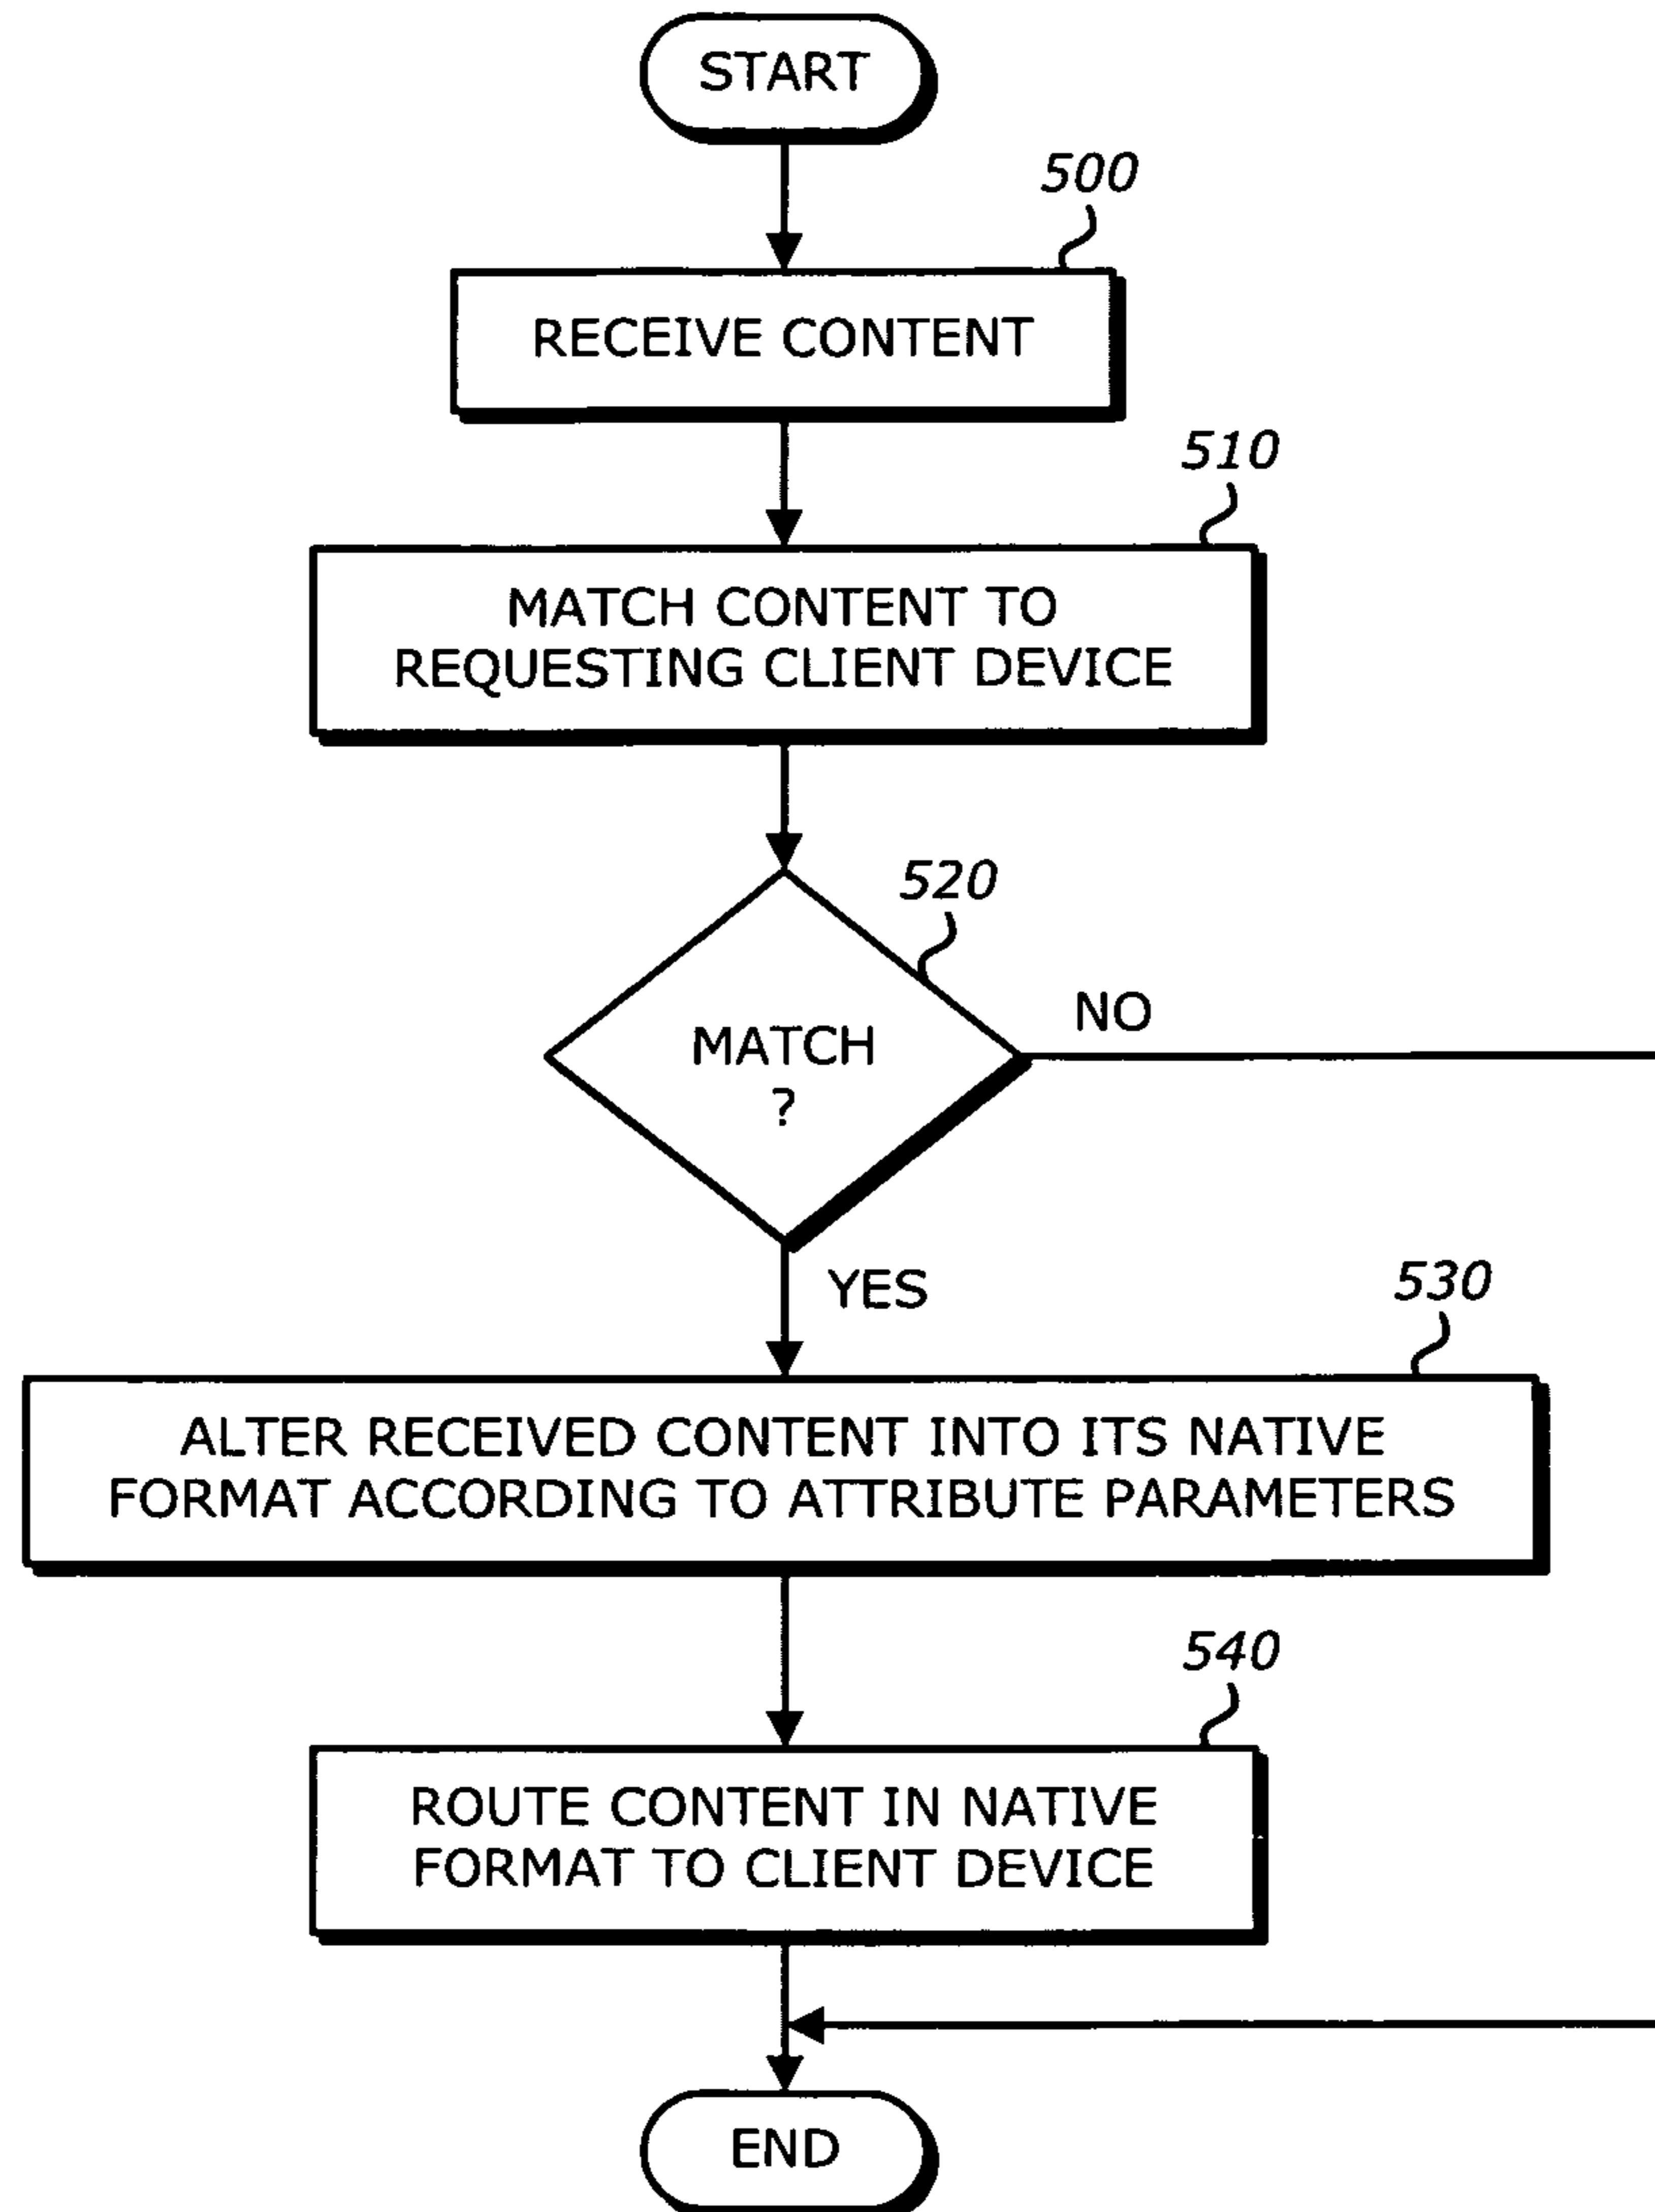 START
500
RECEIVE CONTENT
510
MATCH CONTENT TO
REQUESTING CLIENT DEVICE
520
MATCH
?
NO
YES
530
ALTER RECEIVED CONTENT INTO ITS NATIVE
FORMAT ACCORDING TO ATTRIBUTE PARAMETERS
540
ROUTE CONTENT IN NATIVE
FORMAT TO CLIENT DEVICE
END